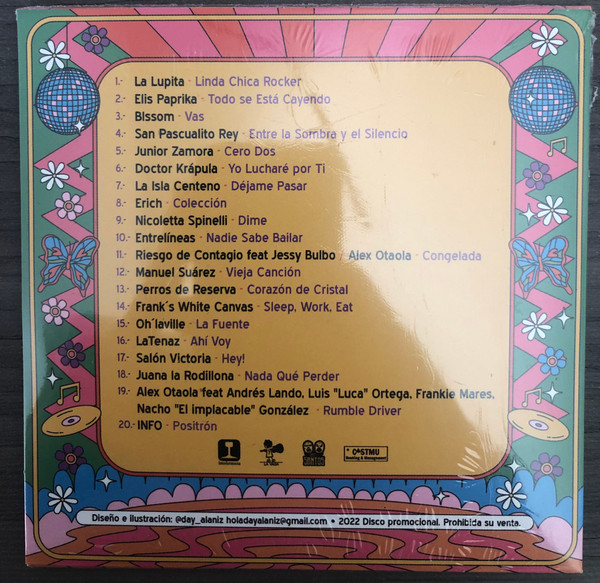 1.- La Lupita - Linda Chica Rocker
2.- Elis Paprika - Todo se Está Cayendo
3.- Blssom - Vas
4.- San Pascualito Rey - Entre la Sombra y el Silencio
5.- Junior Zamora - Cero Dos
6.- Doctor Krápula - Yo Lucharé por Ti
7.- La Isla Centeno - Déjame Pasar
8.- Erich - Colección
9.- Nicoletta Spinelli - Dime
10.- Entrelíneas - Nadie Sabe Bailar
11.- Riesgo de Contagio feat Jessy Bulbo / Alex Otaola - Congelada
12.- Manuel Suárez - Vieja Canción
13.- Perros de Reserva - Corazón de Cristal
14.- Frank´s White Canvas - Sleep, Work, Eat
15.- Oh´laville - La Fuente
16.- LaTenaz - Ahí Voy
17.- Salón Victoria - Hey!
18.- Juana la Rodillona - Nada Qué Perder
19.- Alex Otaola feat Andrés Lando, Luis "Luca" Ortega, Frankie Mares,
Nacho "El implacable" González - Rumble Driver
20.- INFO - Positrón
Booking & Management
Diseño e ilustración: @day_alaniz holadayalaniz@gmail.com • 2022 Disco promocional. Prohibida su venta.